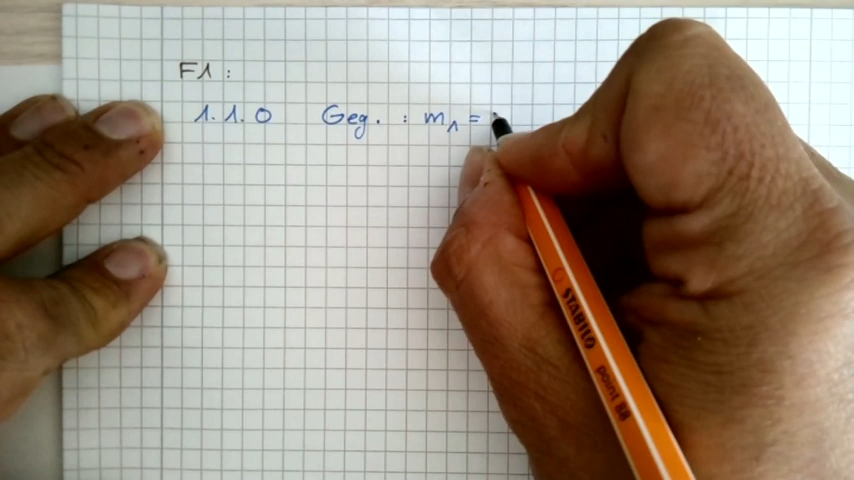 F1:
1.1.0 Geg. : m₁ =
STABILO point 88